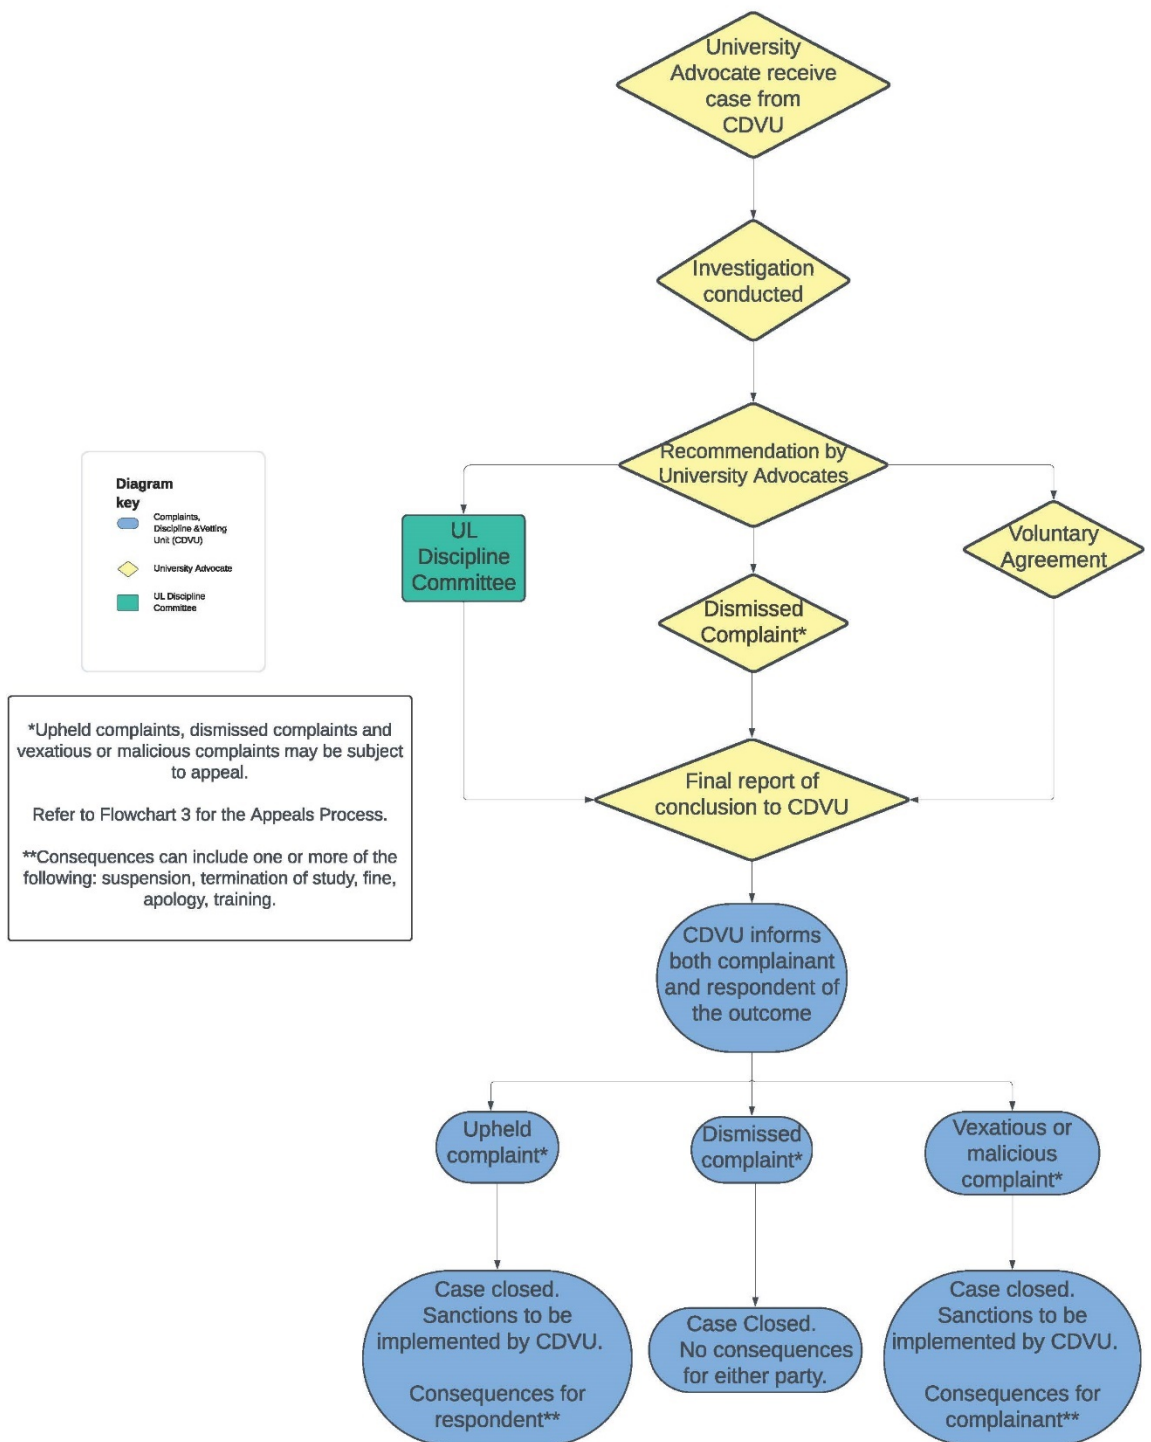 University
Advocate receive
case from
CDVU
Investigation
conducted
Recommendation by
University Advocates
Diagram
key
Complaints,
Discipline &Vetting
Unit (CDVU)
University Advocate
UL Discipline
Committee
UL
Discipline
Committee
Voluntary
Agreement
Dismissed
Complaint*
*Upheld complaints, dismissed complaints and
vexatious or malicious complaints may be subject
to appeal.
Refer to Flowchart 3 for the Appeals Process.
**Consequences can include one or more of the
following: suspension, termination of study, fine,
apology, training.
Final report of
conclusion to CDVU
CDVU informs
both complainant
and respondent of
the outcome
Upheld
complaint*
Dismissed
complaint*
Vexatious or
malicious
complaint*
Case closed.
Sanctions to be
implemented by CDVU.
Consequences for
respondent**
Case Closed.
No consequences
for either party.
Case closed.
Sanctions to be
implemented by CDVU.
Consequences for
complainant**